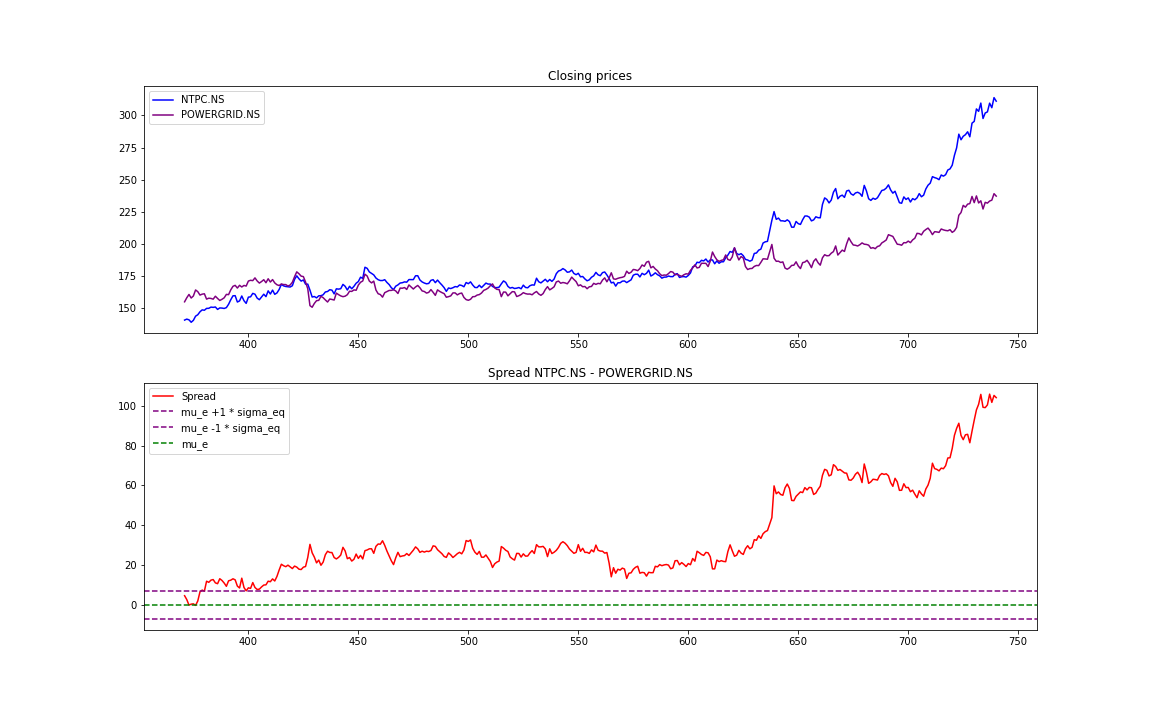 Closing prices
NTPC.NS
POWERGRID.NS
300
275
250
225
200
175
150
400 450 500 550 600 650 700 750
Spread NTPC.NS - POWERGRID.NS
Spread
mu_e +1 * sigma_eq
mu_e -1 * sigma_eq
mu_e
100
80
60
40
20
0
400 450 500 550 600 650 700 750